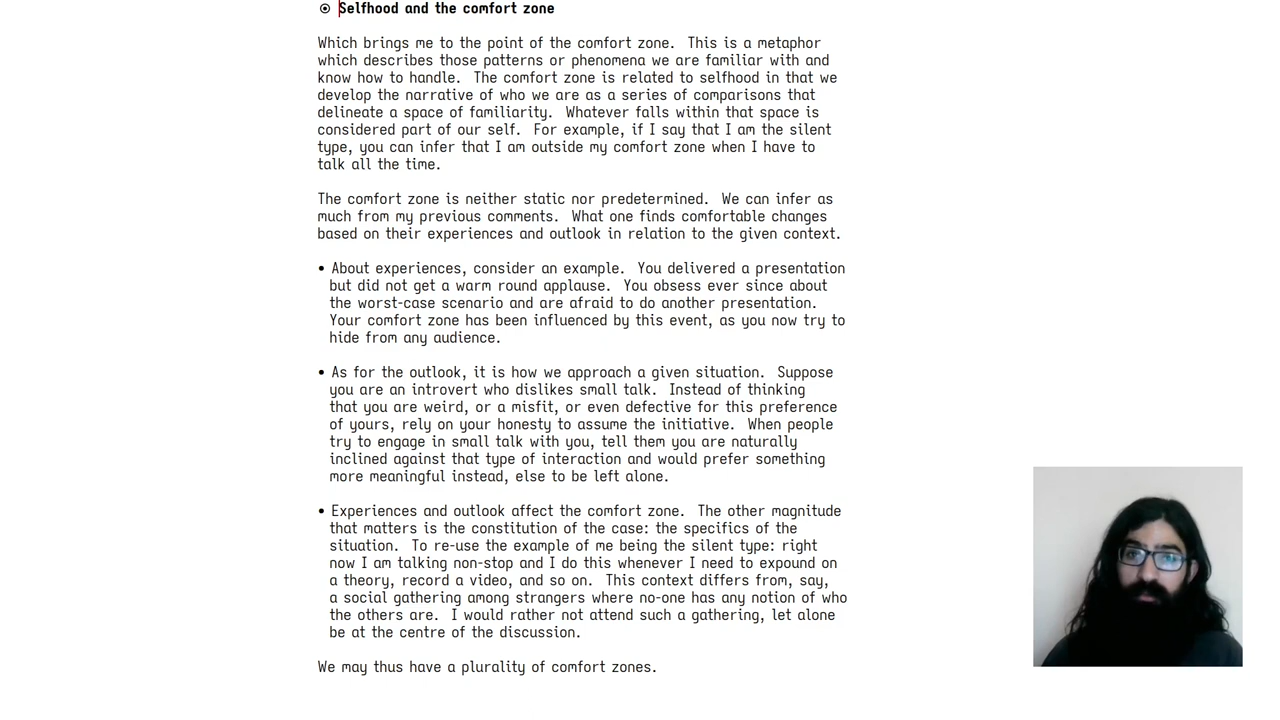 Selfhood and the comfort zone
Which brings me to the point of the comfort zone.  This is a metaphor
which describes those patterns or phenomena we are familiar with and
know how to handle.  The comfort zone is related to selfhood in that we
develop the narrative of who we are as a series of comparisons that
delineate a space of familiarity.  Whatever falls within that space is
considered part of our self.  For example, if I say that I am the silent
type, you can infer that I am outside my comfort zone when I have to
talk all the time.
The comfort zone is neither static nor predetermined.  We can infer as
much from my previous comments.  What one finds comfortable changes
based on their experiences and outlook in relation to the given context.
• About experiences, consider an example.  You delivered a presentation
but did not get a warm round applause.  You obsess ever since about
the worst-case scenario and are afraid to do another presentation.
Your comfort zone has been influenced by this event, as you now try to
hide from any audience.
• As for the outlook, it is how we approach a given situation.  Suppose
you are an introvert who dislikes small talk.  Instead of thinking
that you are weird, or a misfit, or even defective for this preference
of yours, rely on your honesty to assume the initiative.  When people
try to engage in small talk with you, tell them you are naturally
inclined against that type of interaction and would prefer something
more meaningful instead, else to be left alone.
• Experiences and outlook affect the comfort zone.  The other magnitude
that matters is the constitution of the case: the specifics of the
situation.  To re-use the example of me being the silent type: right
now I am talking non-stop and I do this whenever I need to expound on
a theory, record a video, and so on.  This context differs from, say,
a social gathering among strangers where no-one has any notion of who
the others are.  I would rather not attend such a gathering, let alone
be at the centre of the discussion.
We may thus have a plurality of comfort zones.